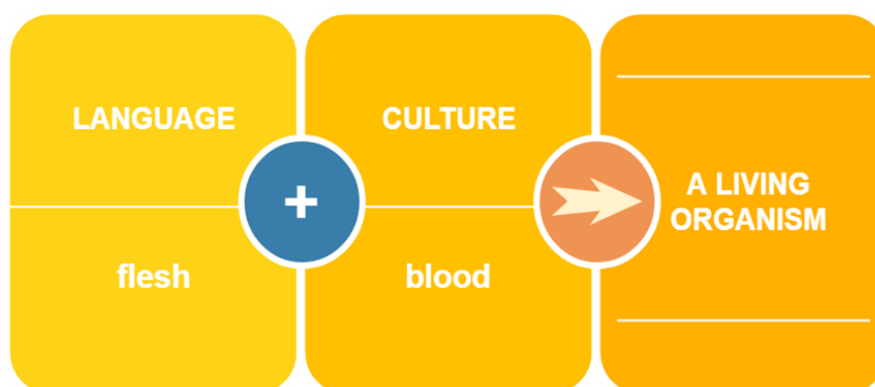 LANGUAGE
flesh
+
CULTURE
blood
A LIVING
ORGANISM